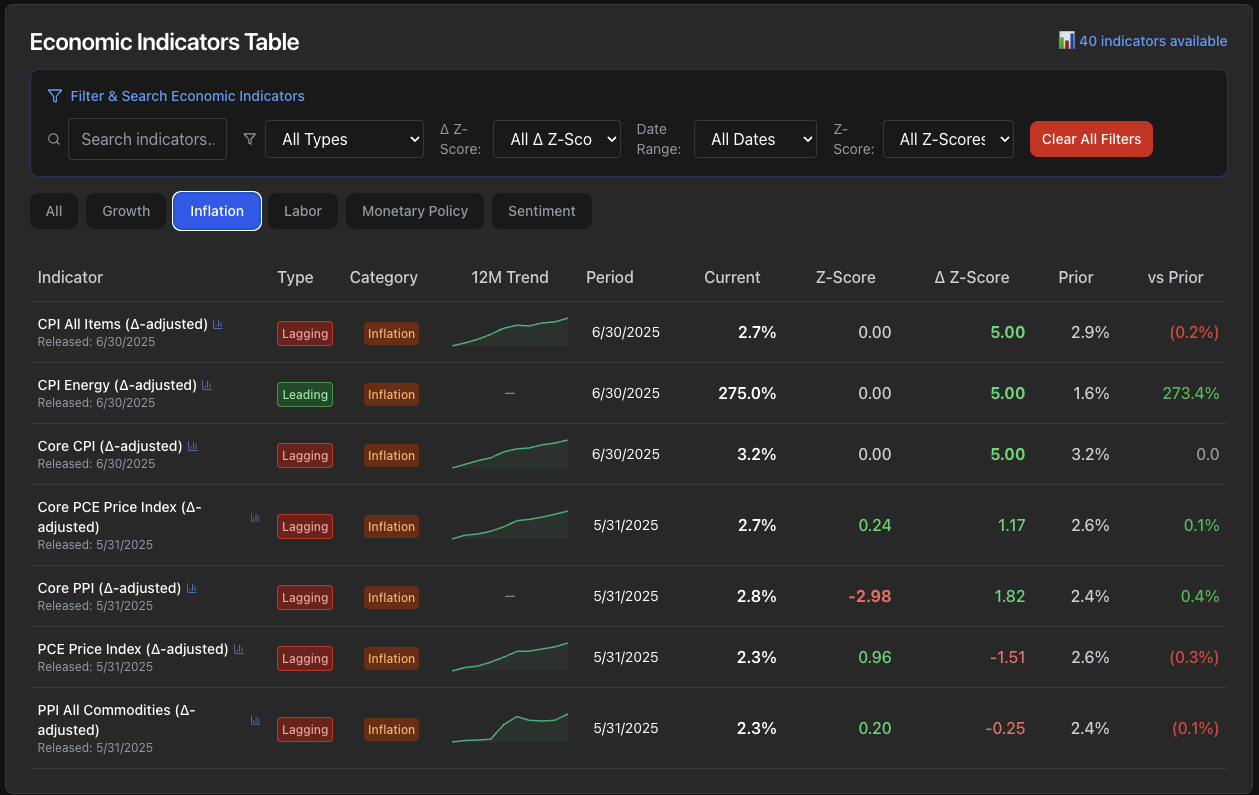 Economic Indicators Table
📊 40 indicators available
Filter & Search Economic Indicators
Search indicators..
All Types
Δ Z-
Score:
All Δ Z-Sco
Date
Range:
All Dates
Z-
Score:
All Z-Scores
Clear All Filters
All Growth Inflation Labor Monetary Policy Sentiment
Indicator Type Category 12M Trend Period Current Z-Score Δ Z-Score Prior vs Prior
CPI All Items (Δ-adjusted)
Released: 6/30/2025
Lagging Inflation 6/30/2025 2.7% 0.00 5.00 2.9% (0.2%)
CPI Energy (Δ-adjusted)
Released: 6/30/2025
Leading Inflation — 6/30/2025 275.0% 0.00 5.00 1.6% 273.4%
Core CPI (Δ-adjusted)
Released: 6/30/2025
Lagging Inflation 6/30/2025 3.2% 0.00 5.00 3.2% 0.0
Core PCE Price Index (Δ-
adjusted)
Released: 5/31/2025
Lagging Inflation 5/31/2025 2.7% 0.24 1.17 2.6% 0.1%
Core PPI (Δ-adjusted)
Released: 5/31/2025
Lagging Inflation — 5/31/2025 2.8% -2.98 1.82 2.4% 0.4%
PCE Price Index (Δ-adjusted)
Released: 5/31/2025
Lagging Inflation 5/31/2025 2.3% 0.96 -1.51 2.6% (0.3%)
PPI All Commodities (Δ-
adjusted)
Released: 5/31/2025
Lagging Inflation 5/31/2025 2.3% 0.20 -0.25 2.4% (0.1%)